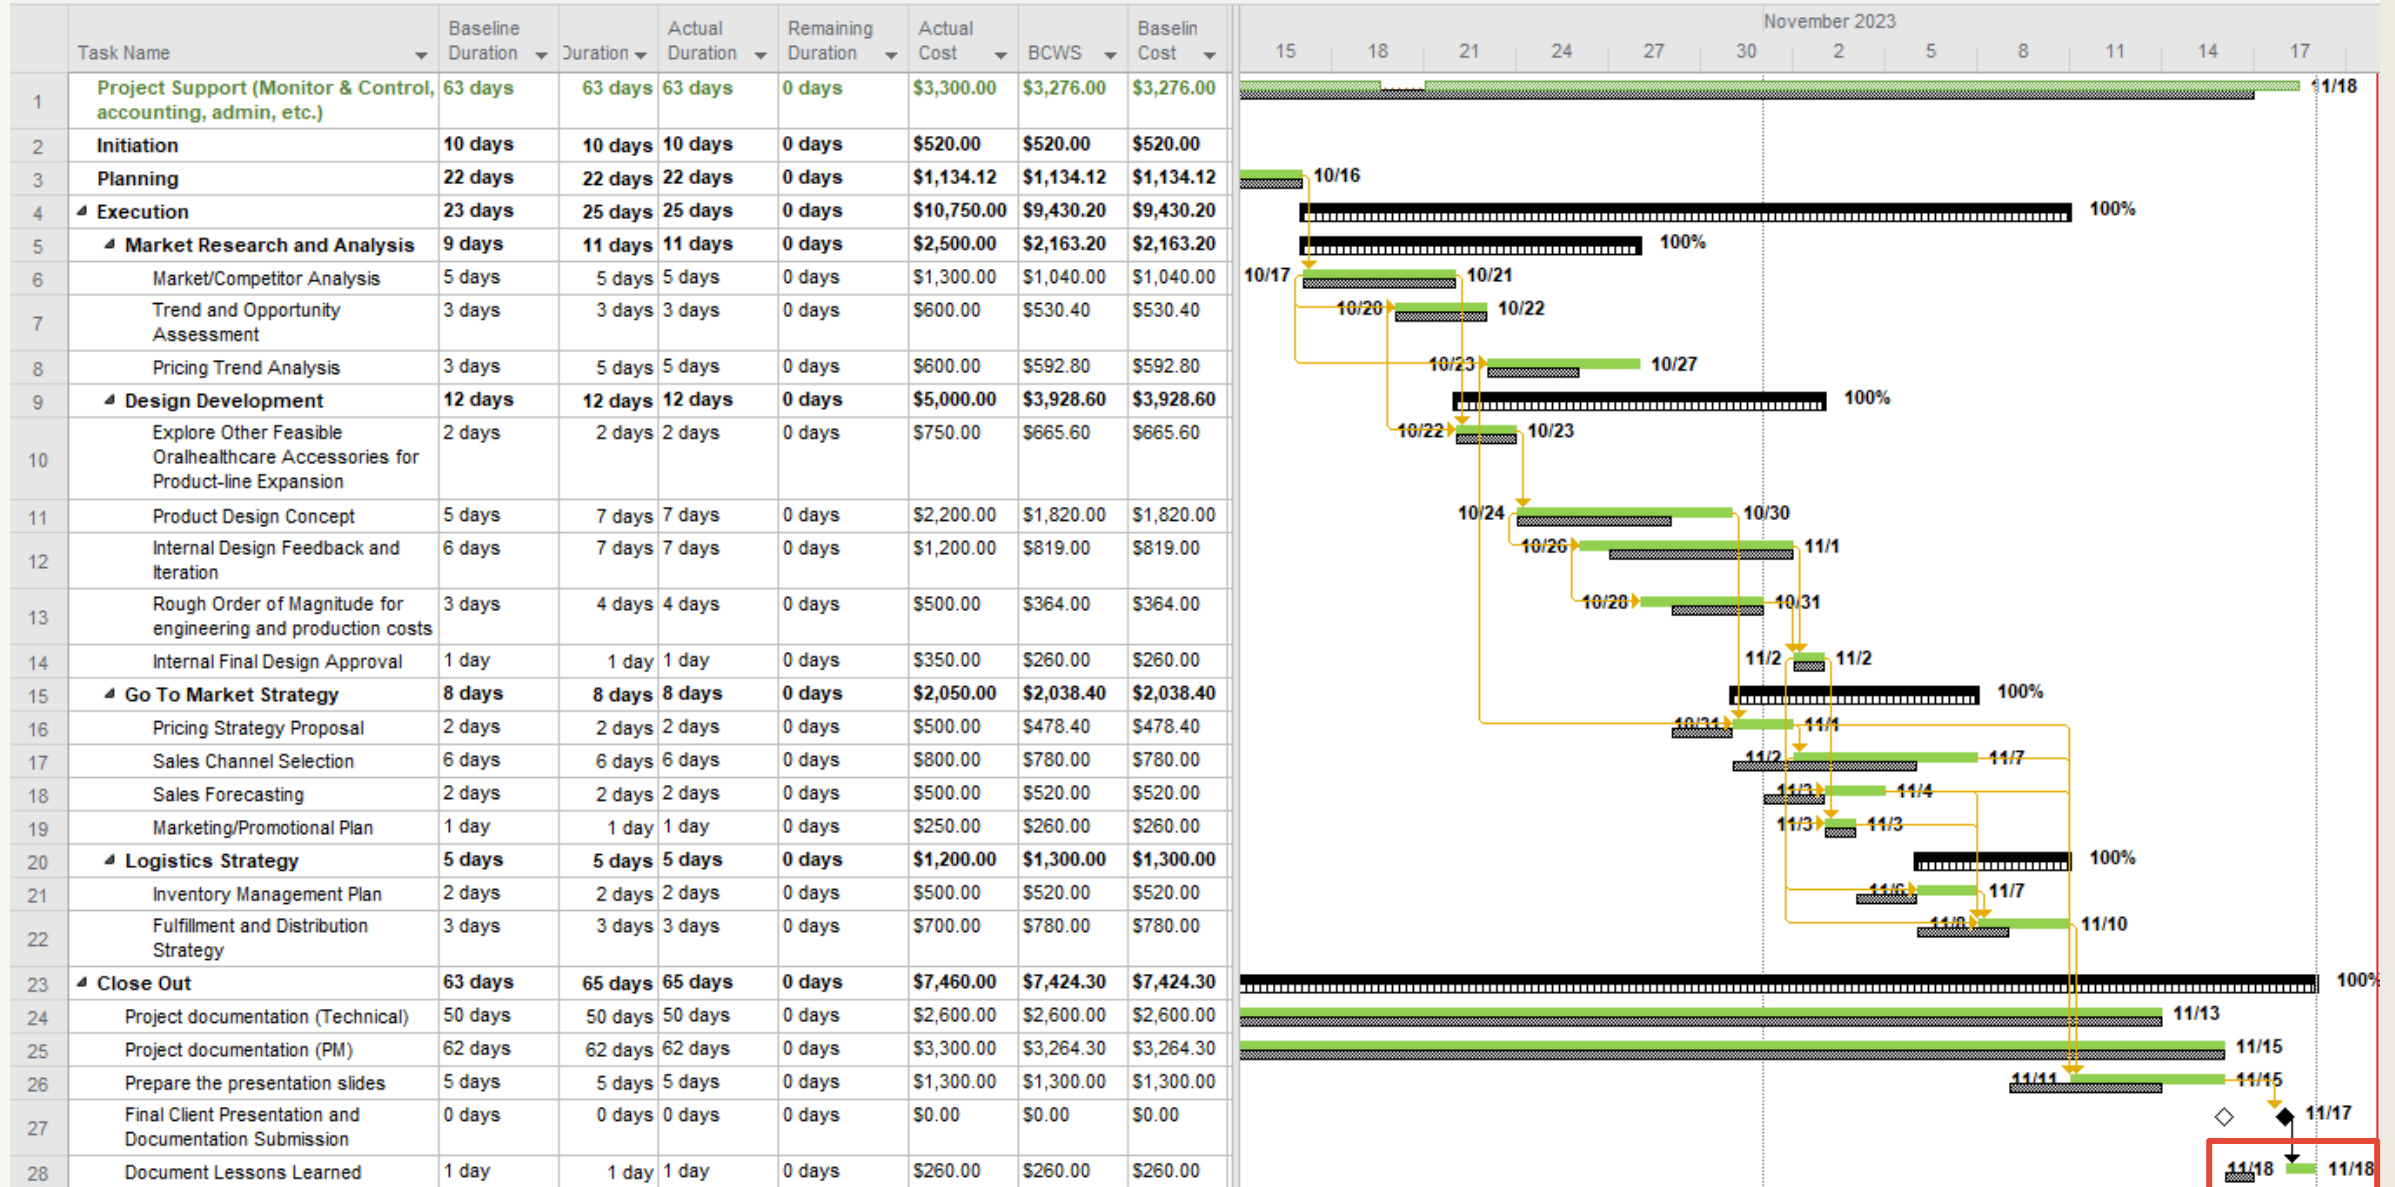 November 2023
Task Name Baseline Duration Duration Actual Duration Remaining Duration Actual Cost BCWS Baselin Cost 15 18 21 24 27 30 2 5 8 11 14 17
1 Project Support (Monitor & Control, accounting, admin, etc.) 63 days 63 days 63 days 0 days $3,300.00 $3,276.00 $3,276.00 11/18
2 Initiation 10 days 10 days 10 days 0 days $520.00 $520.00 $520.00
3 Planning 22 days 22 days 22 days 0 days $1,134.12 $1,134.12 $1,134.12 10/16
4 Execution 23 days 25 days 25 days 0 days $10,750.00 $9,430.20 $9,430.20 100%
5 Market Research and Analysis 9 days 11 days 11 days 0 days $2,500.00 $2,163.20 $2,163.20 100%
6 Market/Competitor Analysis 5 days 5 days 5 days 0 days $1,300.00 $1,040.00 $1,040.00 10/17 10/21
7 Trend and Opportunity Assessment 3 days 3 days 3 days 0 days $600.00 $530.40 $530.40 10/20 10/22
8 Pricing Trend Analysis 3 days 5 days 5 days 0 days $600.00 $592.80 $592.80 10/23 10/27
9 Design Development 12 days 12 days 12 days 0 days $5,000.00 $3,928.60 $3,928.60 100%
10 Explore Other Feasible Oralhealthcare Accessories for Product-line Expansion 2 days 2 days 2 days 0 days $750.00 $665.60 $665.60 10/22 10/23
11 Product Design Concept 5 days 7 days 7 days 0 days $2,200.00 $1,820.00 $1,820.00 10/24 10/30
12 Internal Design Feedback and Iteration 6 days 7 days 7 days 0 days $1,200.00 $819.00 $819.00 10/26 11/1
13 Rough Order of Magnitude for engineering and production costs 3 days 4 days 4 days 0 days $500.00 $364.00 $364.00 10/28 10/31
14 Internal Final Design Approval 1 day 1 day 1 day 0 days $350.00 $260.00 $260.00 11/2 11/2
15 Go To Market Strategy 8 days 8 days 8 days 0 days $2,050.00 $2,038.40 $2,038.40 100%
16 Pricing Strategy Proposal 2 days 2 days 2 days 0 days $500.00 $478.40 $478.40 10/31 11/1
17 Sales Channel Selection 6 days 6 days 6 days 0 days $800.00 $780.00 $780.00 11/2 11/7
18 Sales Forecasting 2 days 2 days 2 days 0 days $500.00 $520.00 $520.00 11/3 11/4
19 Marketing/Promotional Plan 1 day 1 day 1 day 0 days $250.00 $260.00 $260.00 11/3 11/3
20 Logistics Strategy 5 days 5 days 5 days 0 days $1,200.00 $1,300.00 $1,300.00 100%
21 Inventory Management Plan 2 days 2 days 2 days 0 days $500.00 $520.00 $520.00 11/6 11/7
22 Fulfillment and Distribution Strategy 3 days 3 days 3 days 0 days $700.00 $780.00 $780.00 11/8 11/10
23 Close Out 63 days 65 days 65 days 0 days $7,460.00 $7,424.30 $7,424.30 100%
24 Project documentation (Technical) 50 days 50 days 50 days 0 days $2,600.00 $2,600.00 $2,600.00 11/13
25 Project documentation (PM) 62 days 62 days 62 days 0 days $3,300.00 $3,264.30 $3,264.30 11/15
26 Prepare the presentation slides 5 days 5 days 5 days 0 days $1,300.00 $1,300.00 $1,300.00 11/11 11/15
27 Final Client Presentation and Documentation Submission 0 days 0 days 0 days 0 days $0.00 $0.00 $0.00 11/17
28 Document Lessons Learned 1 day 1 day 1 day 0 days $260.00 $260.00 $260.00 11/18 11/18